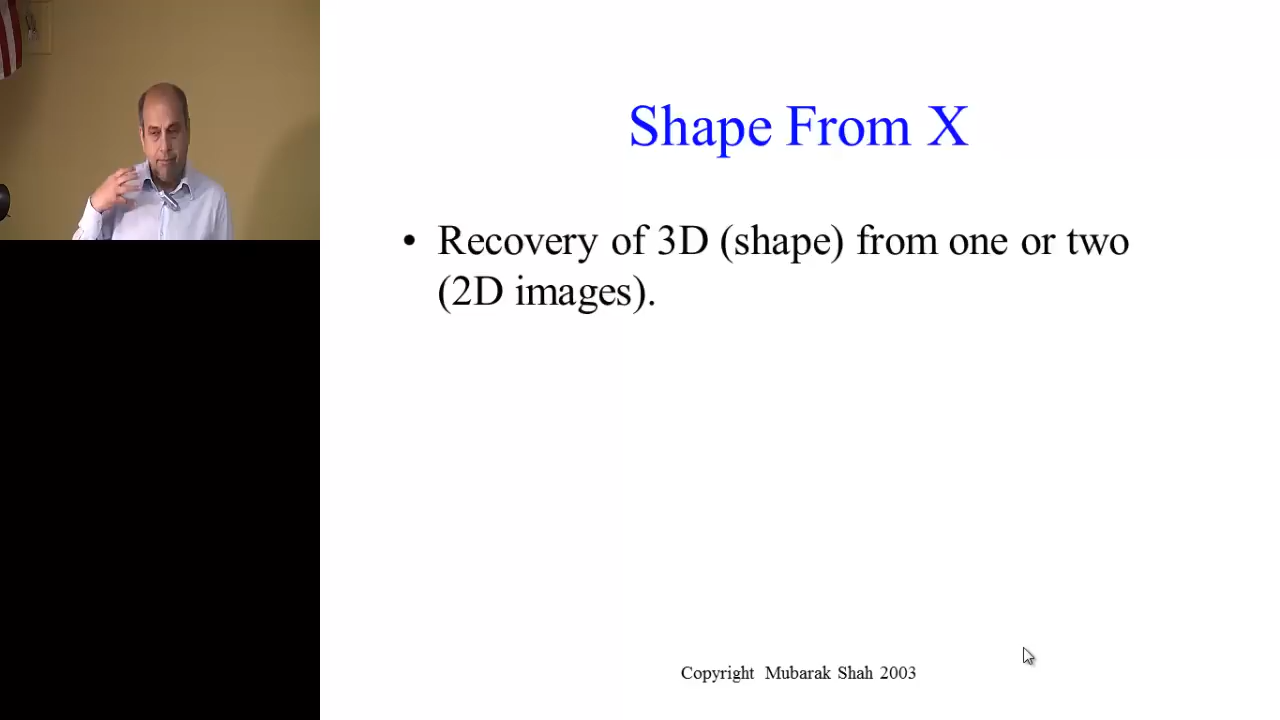 Shape From X
• Recovery of 3D (shape) from one or two
(2D images).
Copyright Mubarak Shah 2003